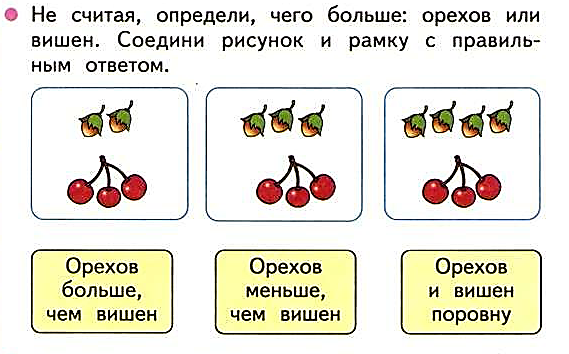 Не считая, определи, чего больше: орехов или
вишен. Соедини рисунок и рамку с правиль-
ным ответом.
Орехов
больше,
чем вишен
Орехов
меньше,
чем вишен
Орехов
и вишен
поровну